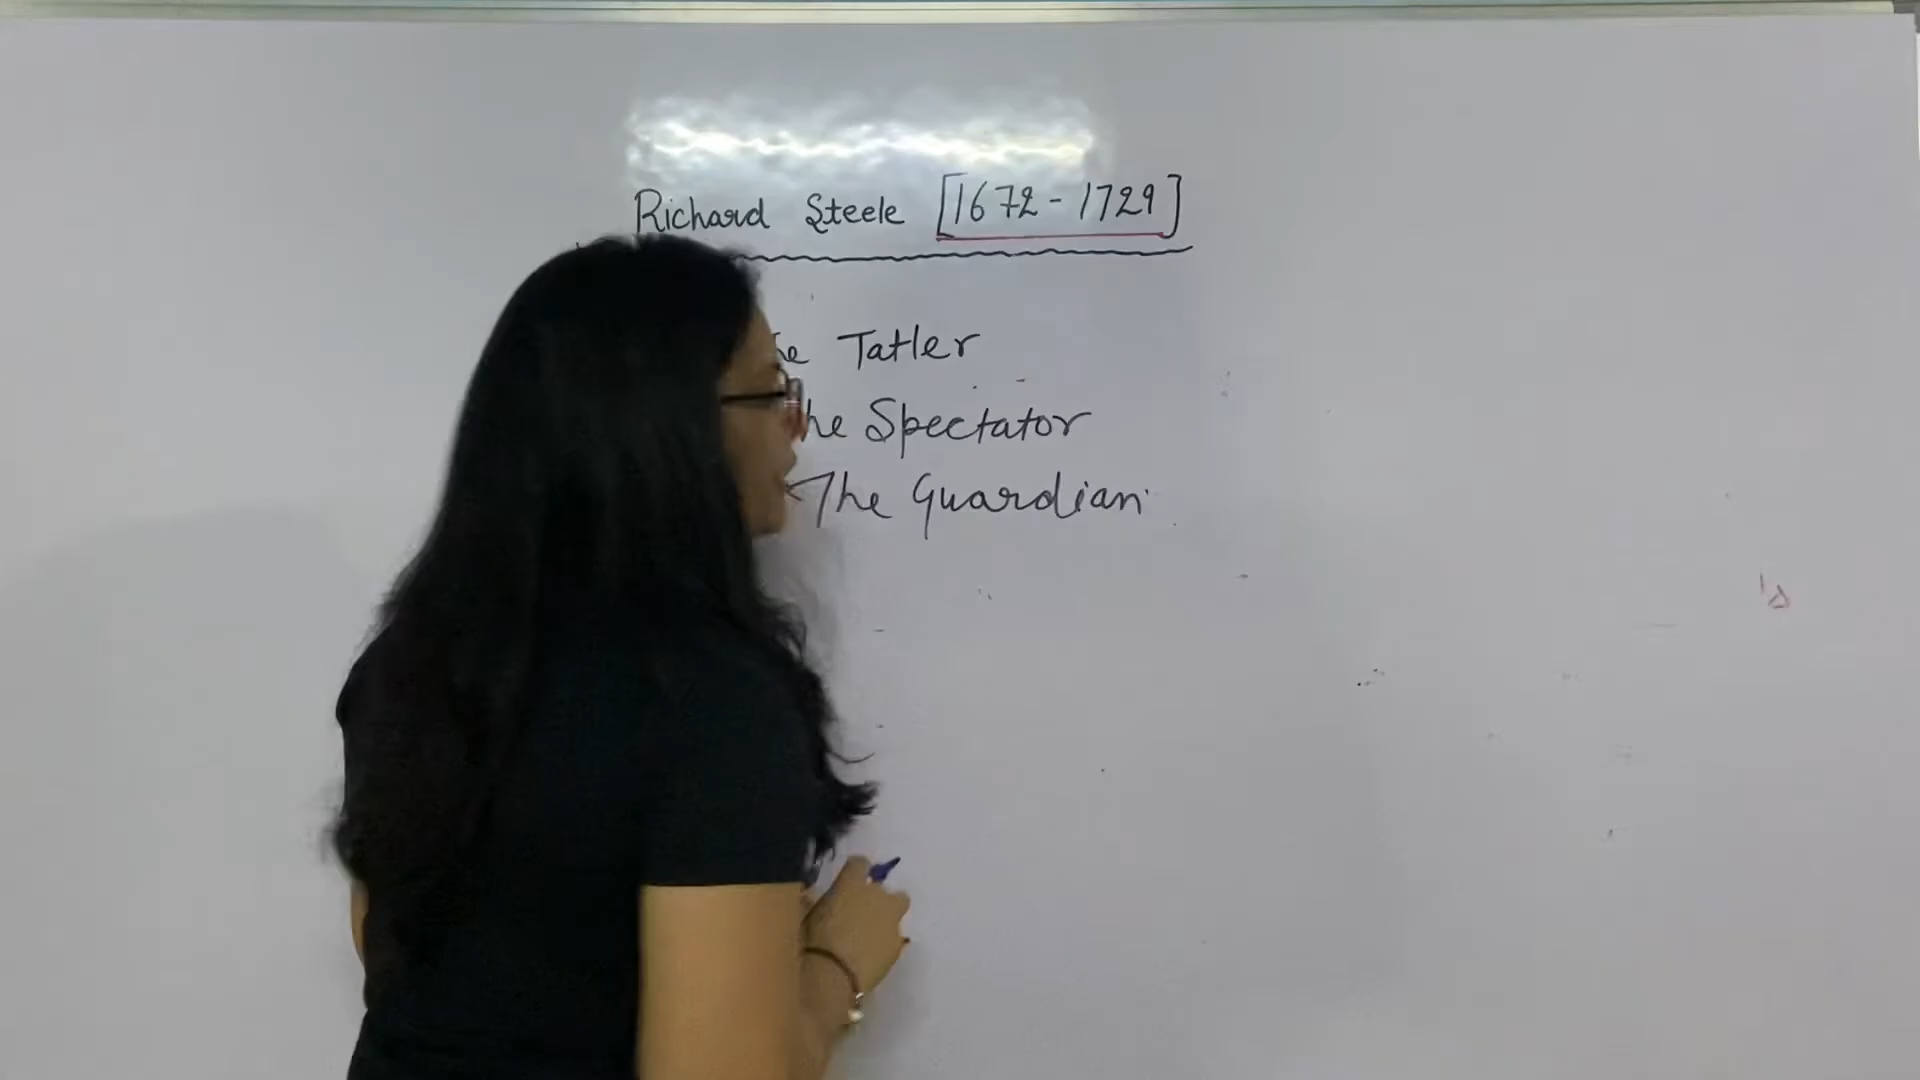 Richard Steele [1672-1729]
Tatler
Spectator
The Guardian